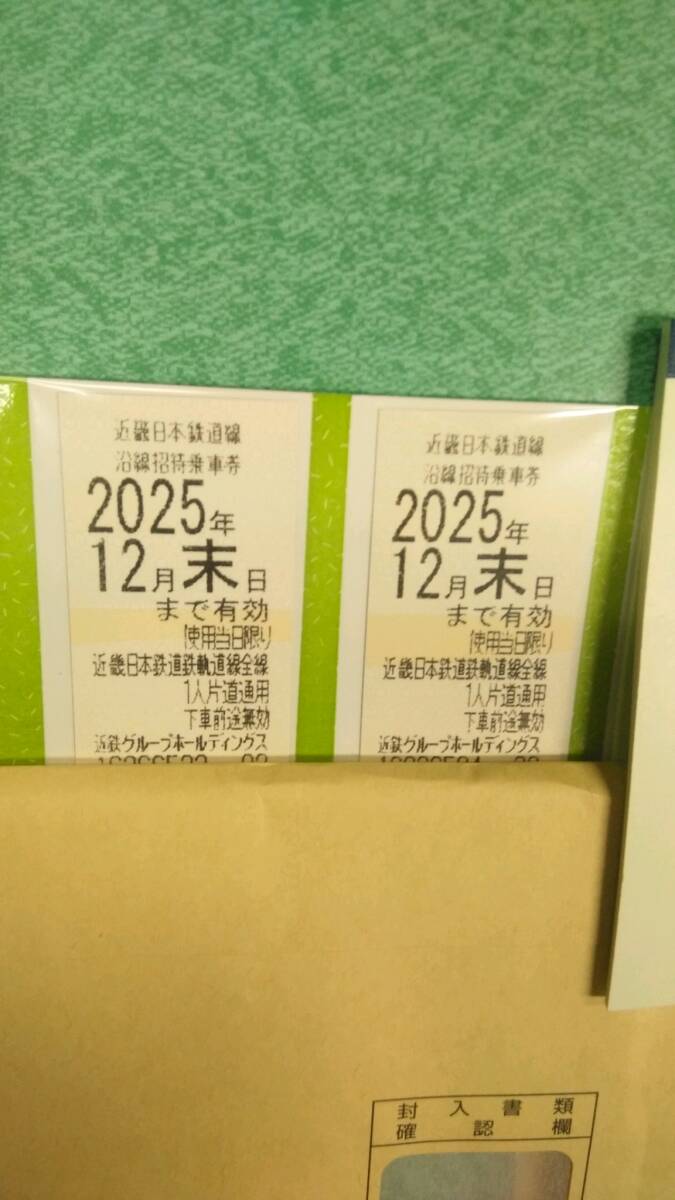 近畿日本鉄道線
沿線招待乗車券
2025年
12月末日
まで有効
(使用当日限り
近畿日本鉄道鉄軌道線全線
1人片道通用
下車前途無効
近鉄グループホールディングス
近畿日本鉄道線
沿線招待乗車券
2025年
12月末日
まで有効
(使用当日限り
近畿日本鉄道鉄軌道線全線
1人片道通用
下車前途無効
近鉄グループホールディングス
封入書類
確認欄